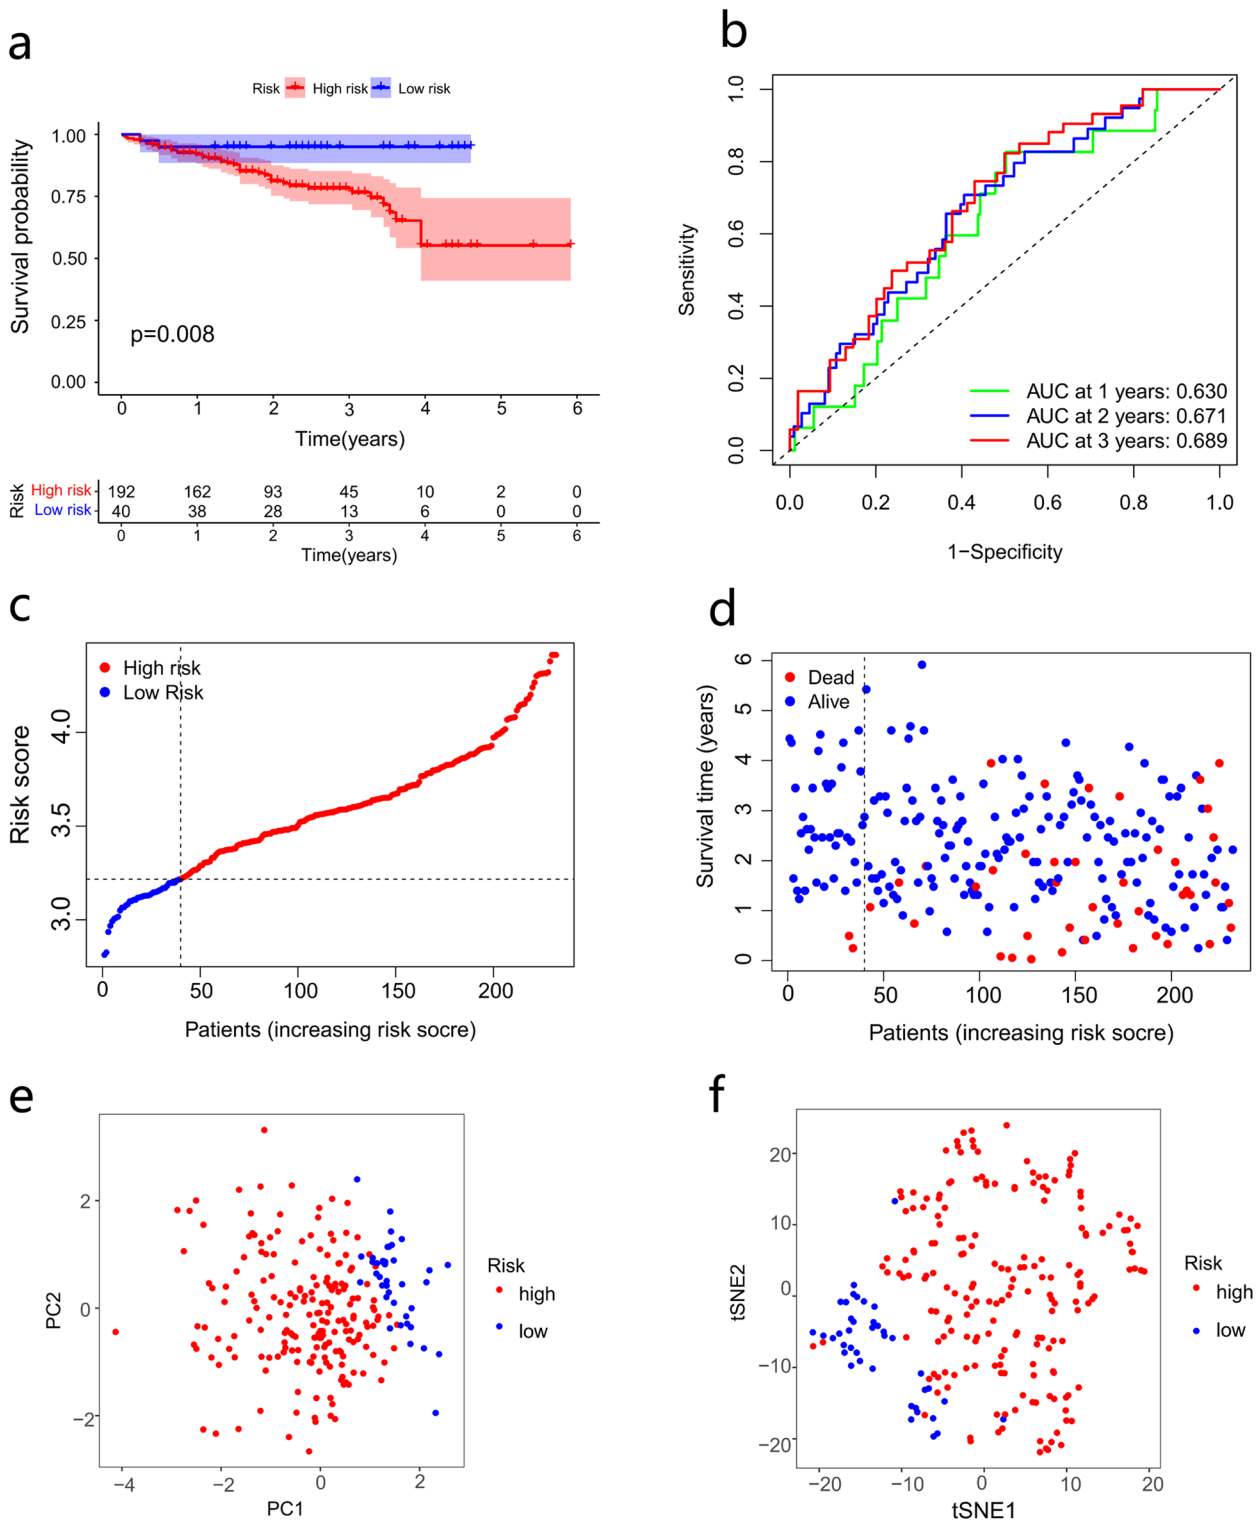 a
Risk High risk Low risk
Survival probability
1.00
0.75
0.50
0.25
0.00
p=0.008
0 1 2 3 4 5 6
Time(years)
Risk
High risk 192 162 93 45 10 2 0
Low risk 40 38 28 13 6 0 0
0 1 2 3 4 5 6
Time(years)
b
Sensitivity
1.0
0.8
0.6
0.4
0.2
0.0
AUC at 1 years: 0.630
AUC at 2 years: 0.671
AUC at 3 years: 0.689
0.0 0.2 0.4 0.6 0.8 1.0
1−Specificity
c
High risk
Low Risk
Risk score
4.0
3.5
3.0
0 50 100 150 200
Patients (increasing risk socre)
d
Dead
Alive
Survival time (years)
6
5
4
3
2
1
0
0 50 100 150 200
Patients (increasing risk socre)
e
PC2
2
0
−2
−4 −2 0 2
PC1
Risk
high
low
f
tSNE2
20
10
0
−10
−20
−20 −10 0 10 20
tSNE1
Risk
high
low